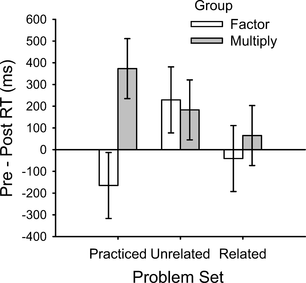 Group
Factor
Multiply
Pre - Post RT (ms)
600
500
400
300
200
100
0
-100
-200
-300
-400
Practiced Unrelated Related
Problem Set